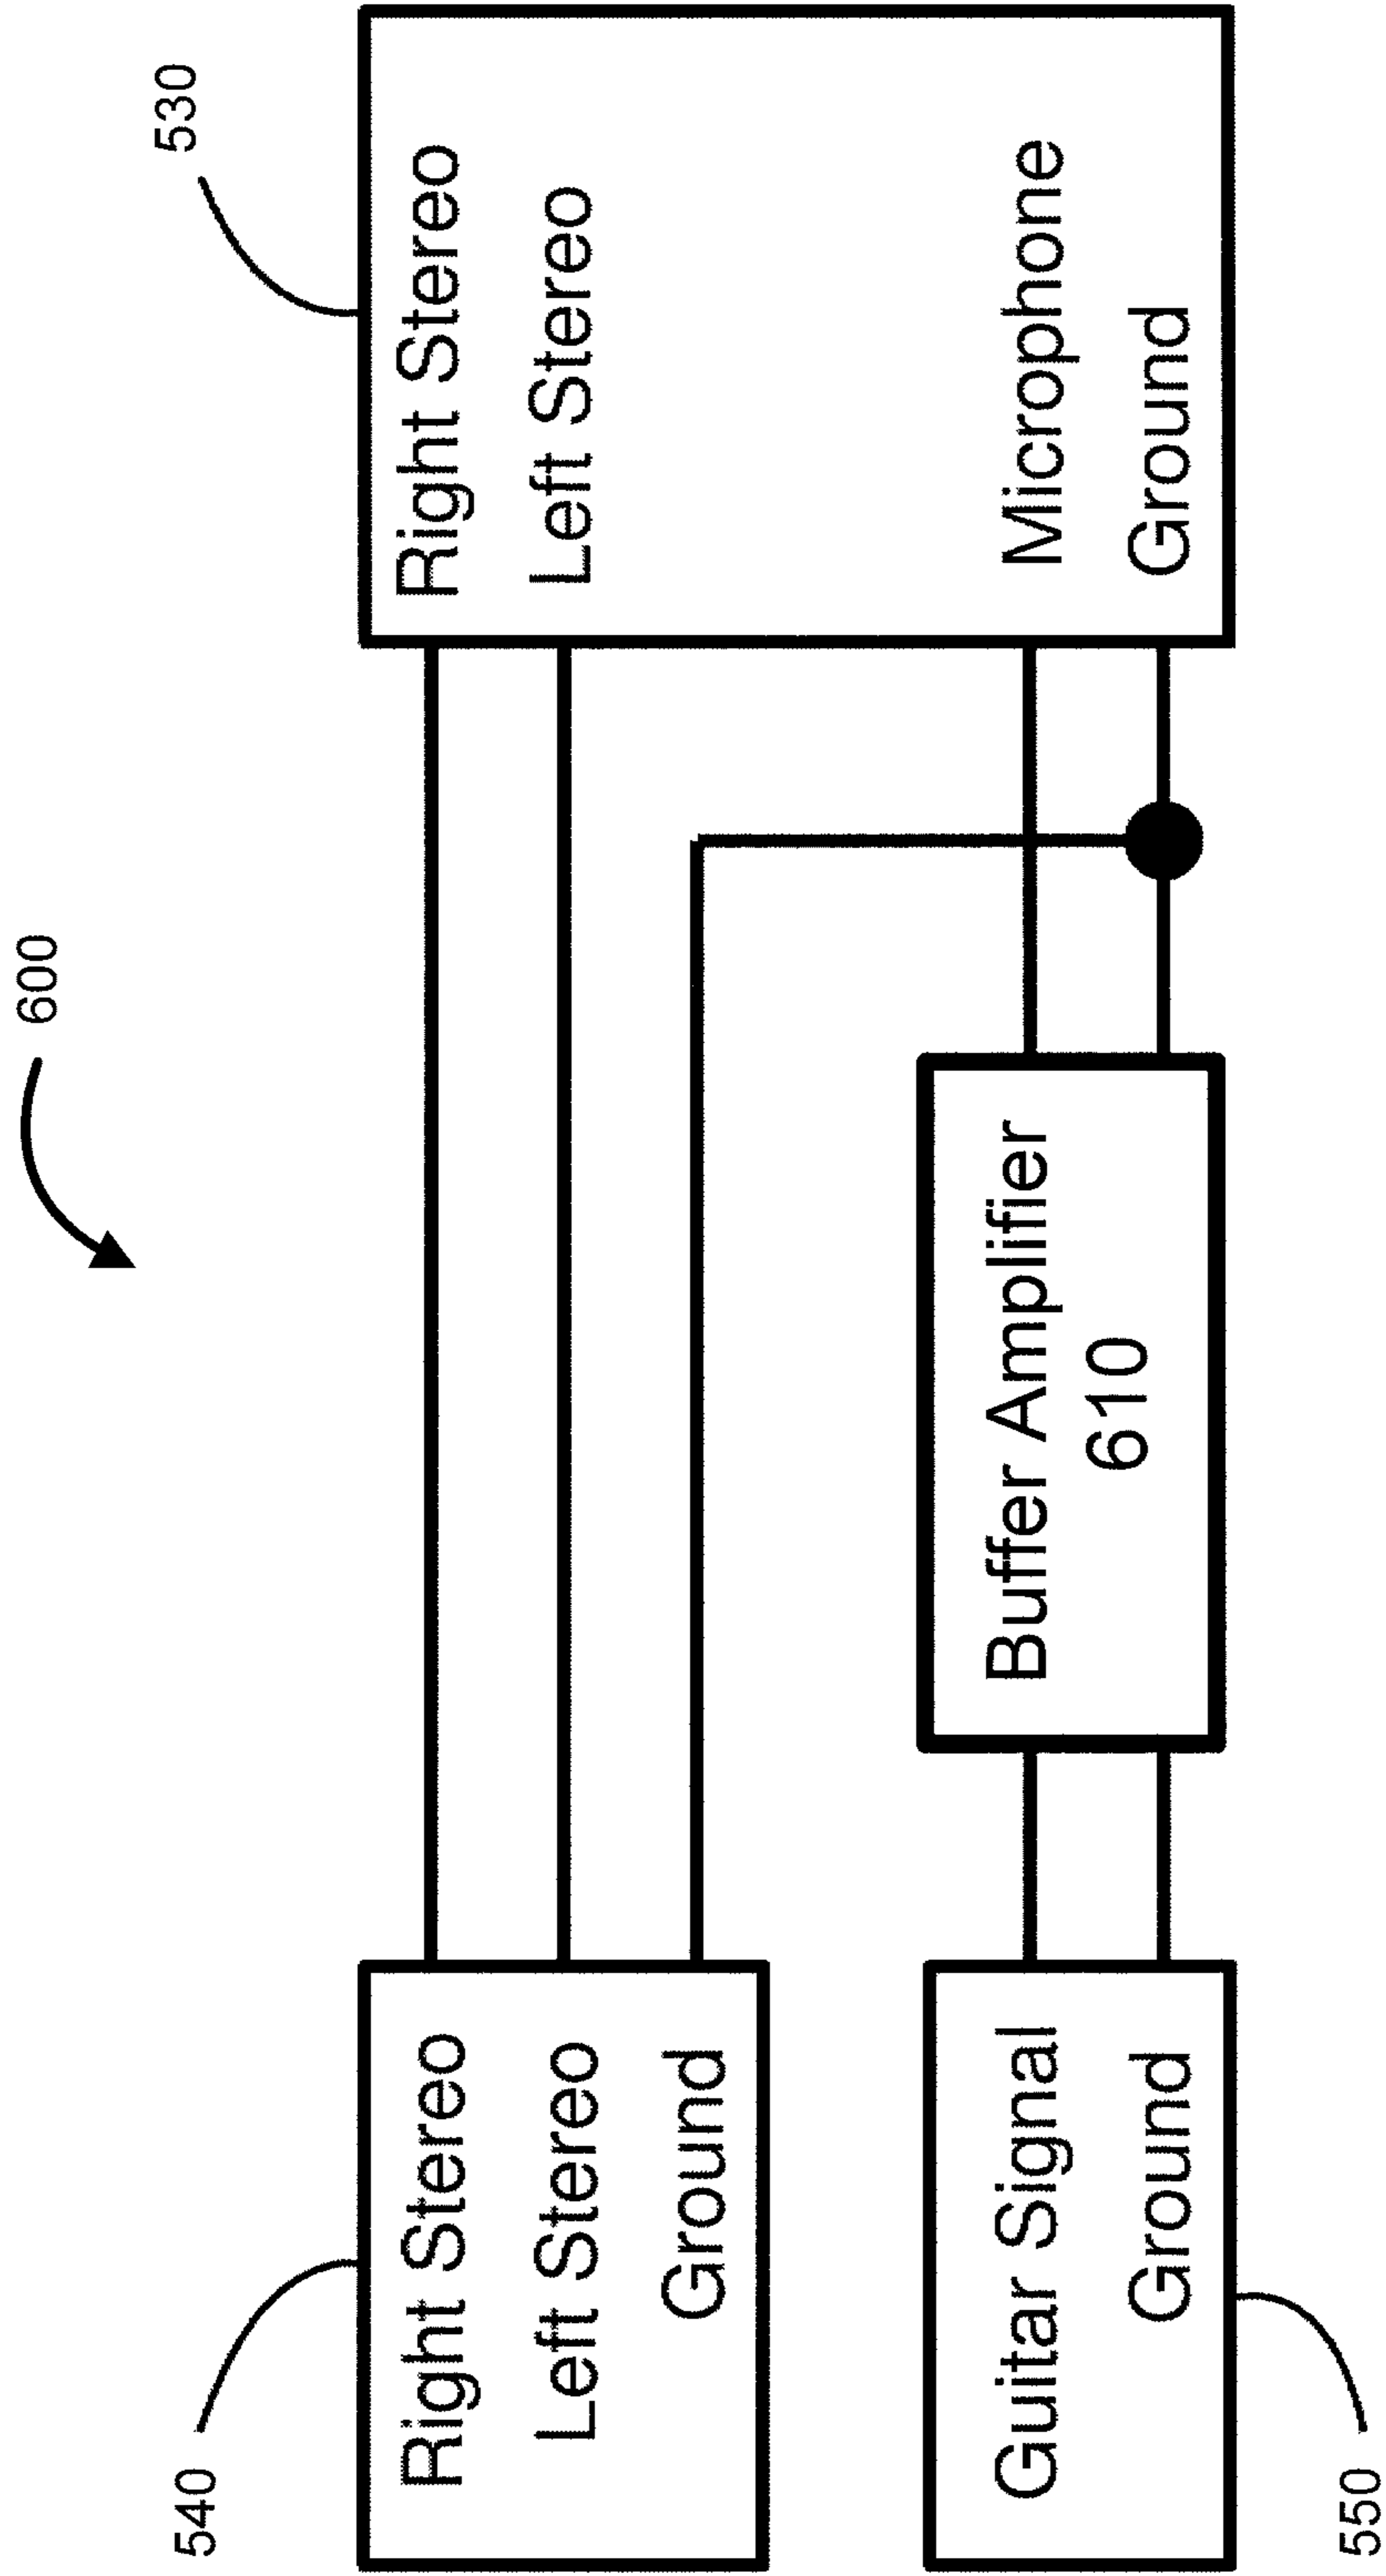 600
540
530
Right Stereo
Left Stereo
Ground
Right Stereo
Left Stereo
Microphone
Ground
Buffer Amplifier
610
Guitar Signal
Ground
550